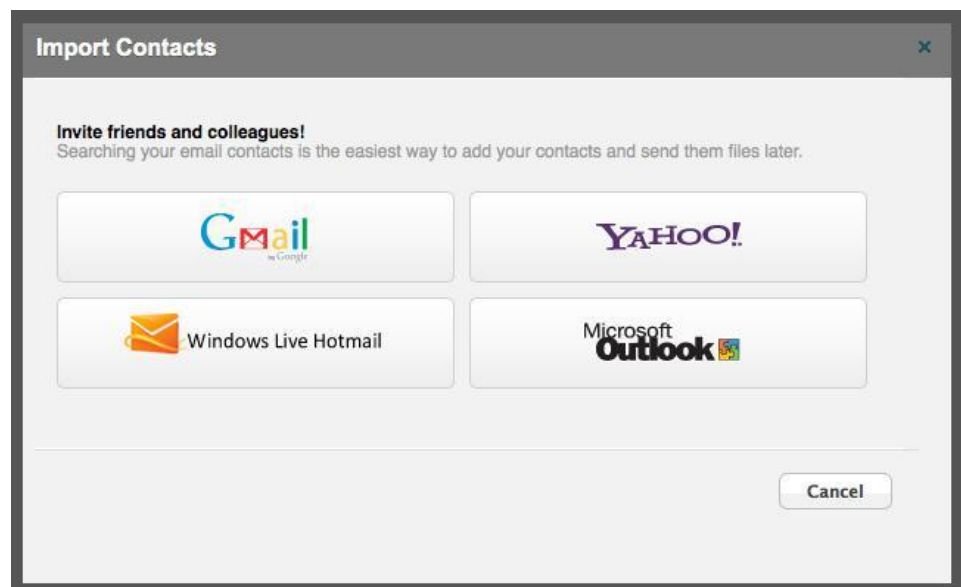 Import Contacts
×
Invite friends and colleagues!
Searching your email contacts is the easiest way to add your contacts and send them files later.
Gmail
by Google
YAHOO!
Windows Live Hotmail
Microsoft
Outlook
Cancel